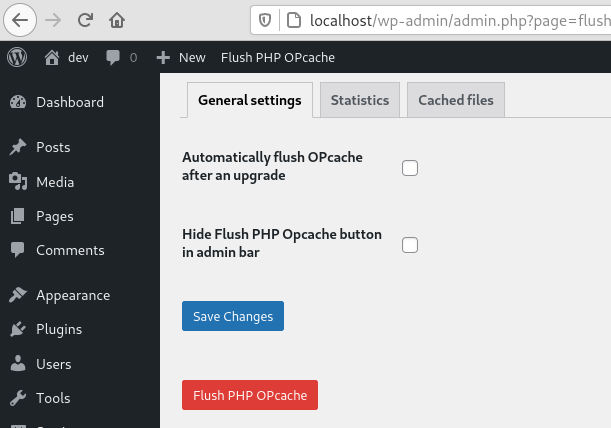 localhost/wp-admin/admin.php?page=flush
dev 0 New Flush PHP OPcache
Dashboard
Posts
Media
Pages
Comments
Appearance
Plugins
Users
Tools
General settings Statistics Cached files
Automatically flush OPcache
after an upgrade
Hide Flush PHP Opcache button
in admin bar
Save Changes
Flush PHP OPcache